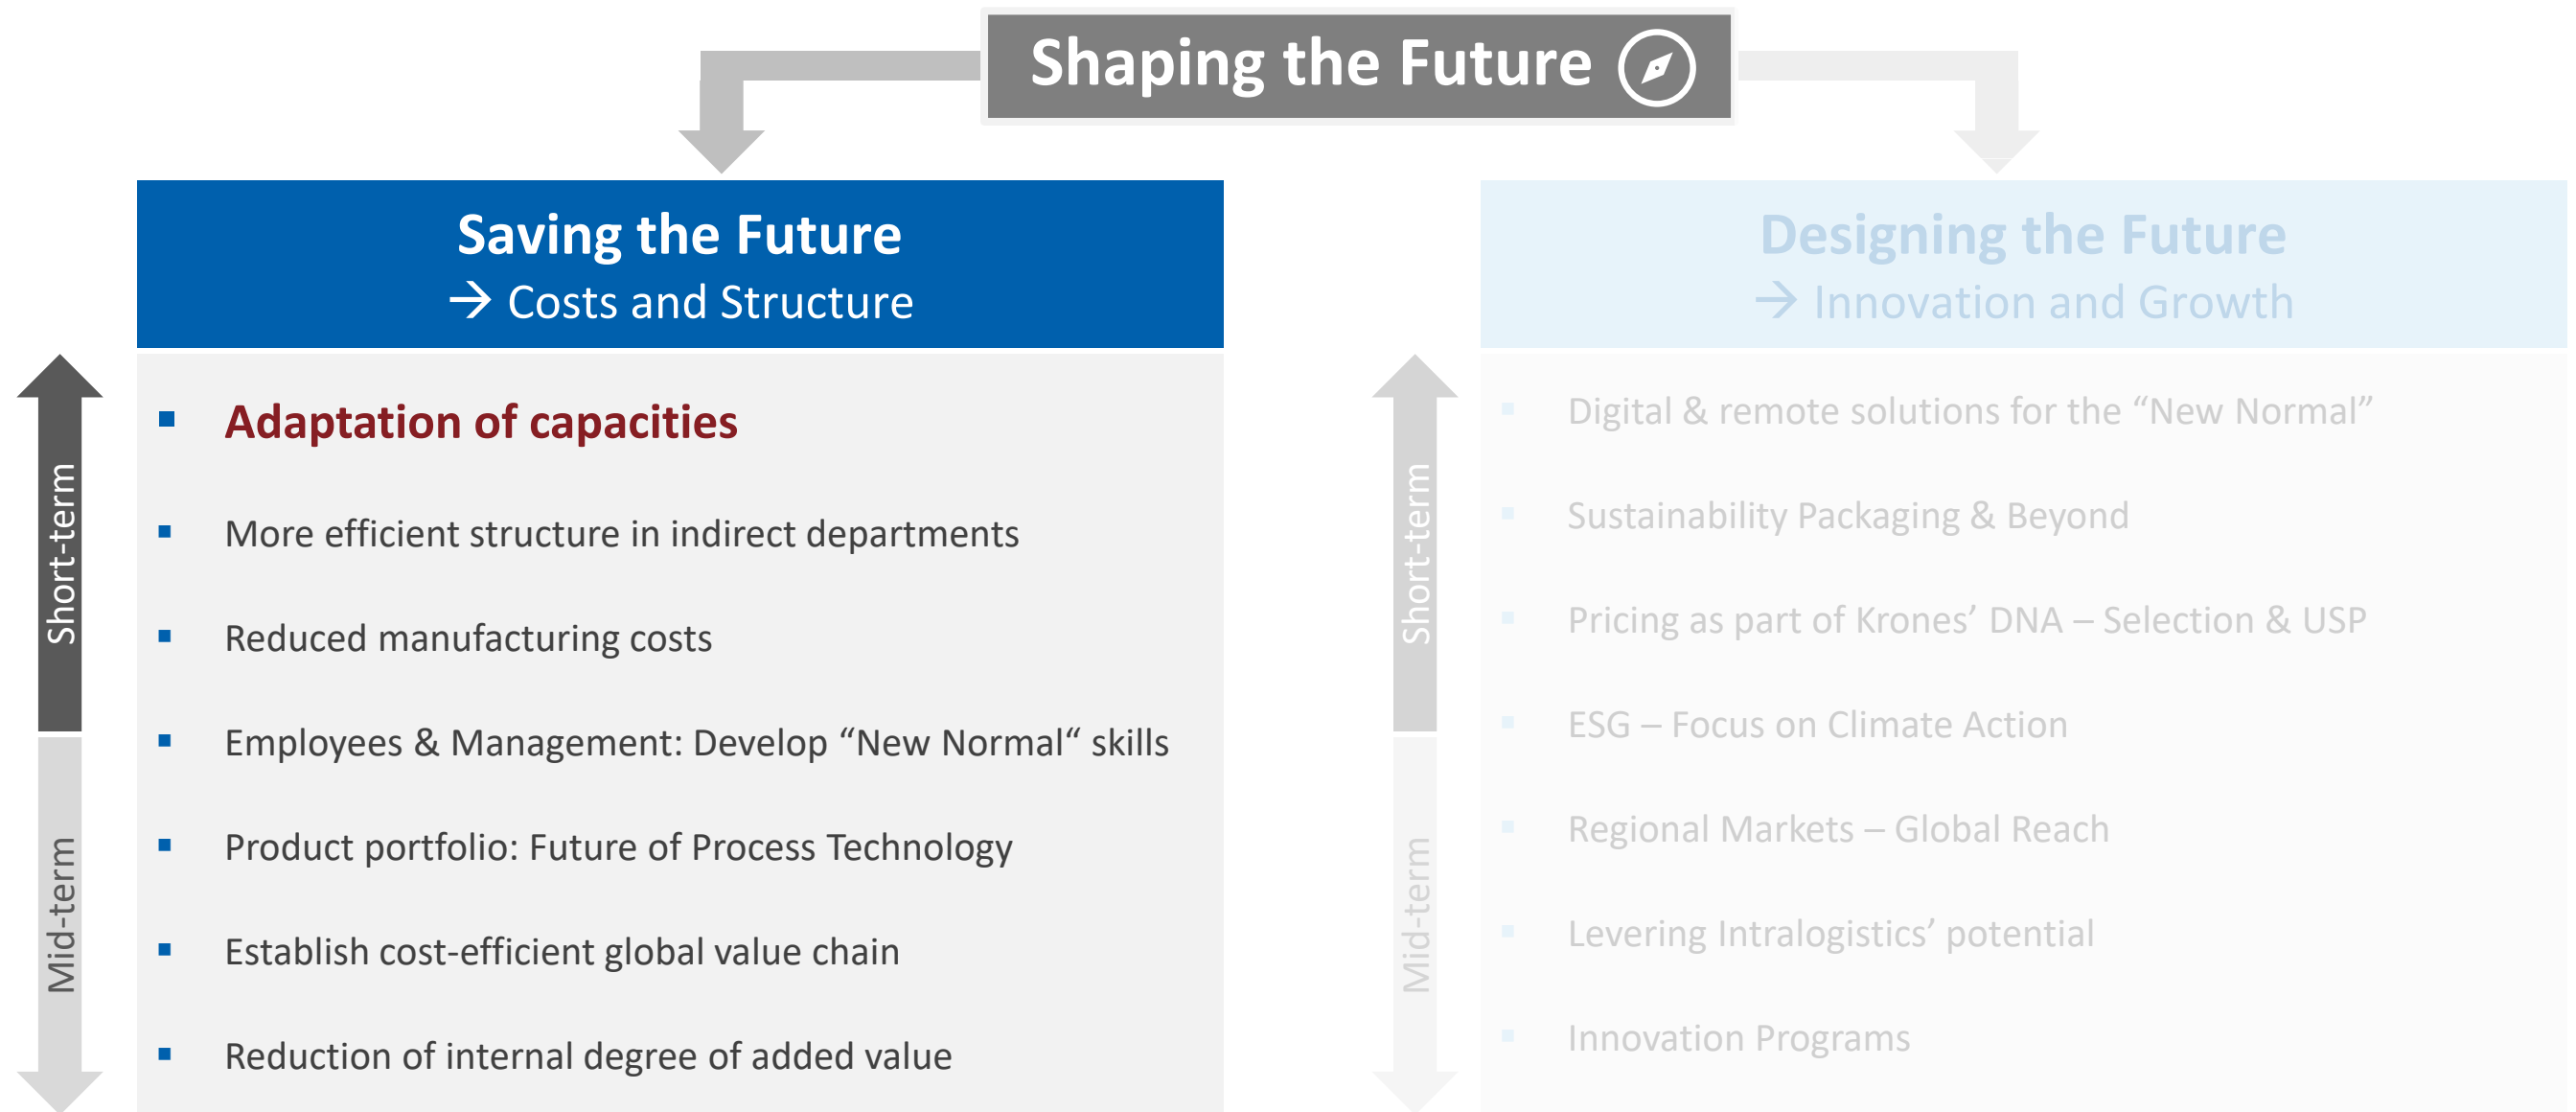 Shaping the Future
Saving the Future
→ Costs and Structure
Short-term
Mid-term
▪ Adaptation of capacities
▪ More efficient structure in indirect departments
▪ Reduced manufacturing costs
▪ Employees & Management: Develop “New Normal“ skills
▪ Product portfolio: Future of Process Technology
▪ Establish cost-efficient global value chain
▪ Reduction of internal degree of added value
Designing the Future
→ Innovation and Growth
Short-term
Mid-term
▪ Digital & remote solutions for the “New Normal”
▪ Sustainability Packaging & Beyond
▪ Pricing as part of Krones’ DNA – Selection & USP
▪ ESG – Focus on Climate Action
▪ Regional Markets – Global Reach
▪ Levering Intralogistics’ potential
▪ Innovation Programs